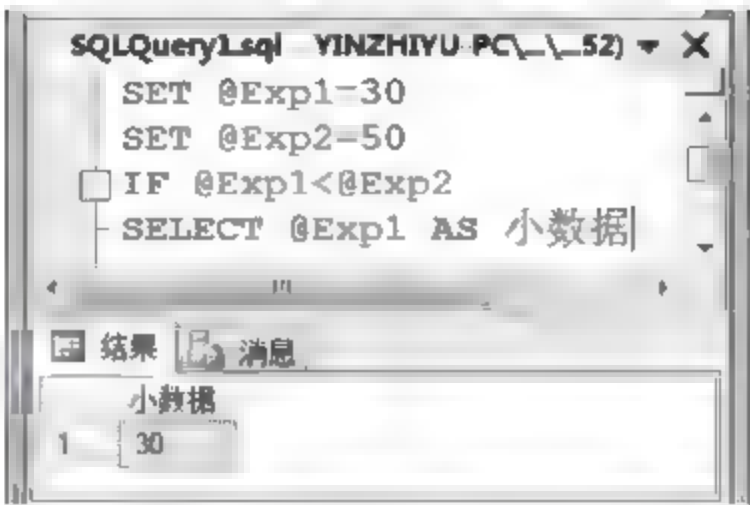 SQLQuery1.sql YINZHIYU-PC\...\...52)
SET @Exp1=30
SET @Exp2=50
IF @Exp1<@Exp2
SELECT @Exp1 AS 小数据
结果 消息
小数据
1 30